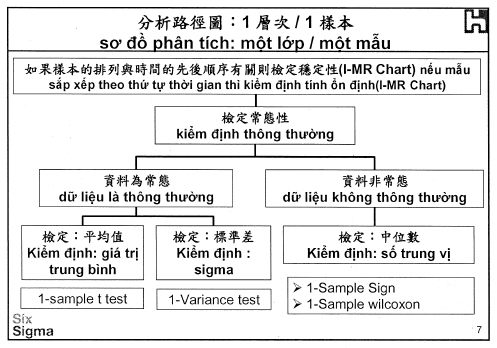 分析路徑圖：1 層次 / 1 樣本
sơ đồ phân tích: một lớp / một mẫu
如果樣本的排列與時間的先後順序有關則檢定穩定性(I-MR Chart) nếu mẫu
sắp xếp theo thứ tự thời gian thì kiểm định tính ổn định(I-MR Chart)
檢定常態性
kiểm định thông thường
資料為常態
dữ liệu là thông thường
資料非常態
dữ liệu không thông thường
檢定：平均值
Kiểm định: giá trị
trung bình
檢定：標準差
Kiểm định :
sigma
檢定：中位數
Kiểm định: số trung vị
1-sample t test
1-Variance test
➢ 1-Sample Sign
➢ 1-Sample wilcoxon
Six
Sigma
7